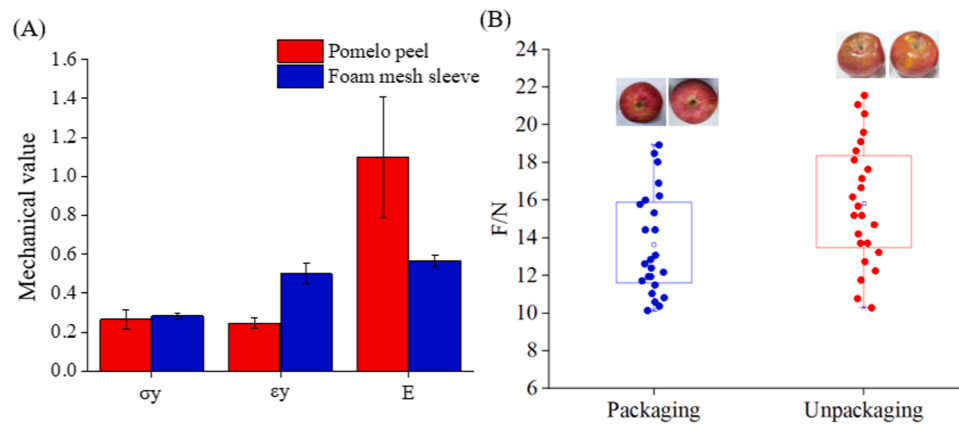 (A)
Mechanical value
1.6
1.4
1.2
1.0
0.8
0.6
0.4
0.2
0.0
Pomelo peel
Foam mesh sleeve
σy
εy
E
(B)
F/N
24
22
20
18
16
14
12
10
8
6
Packaging
Unpackaging